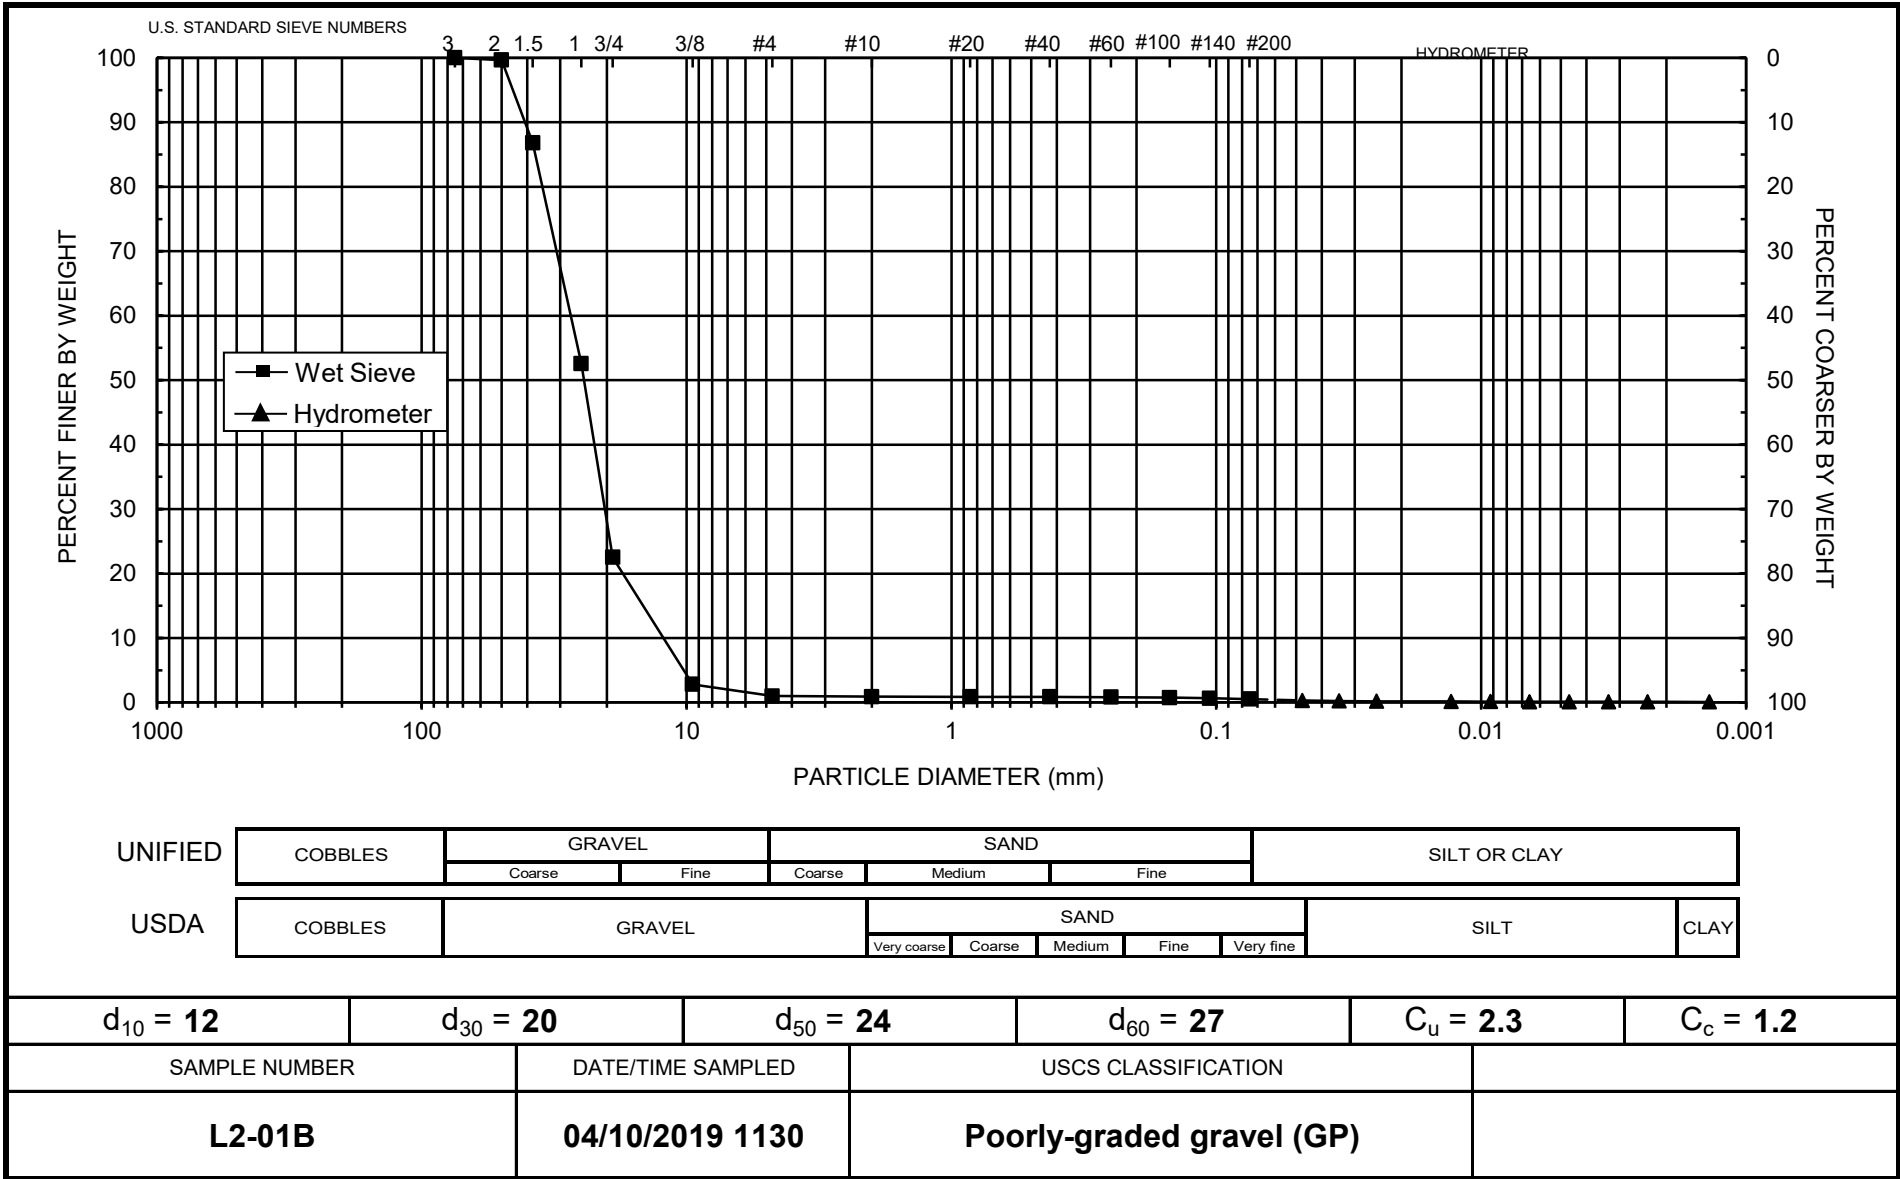 U.S. STANDARD SIEVE NUMBERS
3 2 1.5 1 3/4 3/8 #4 #10 #20 #40 #60 #100 #140 #200
HYDROMETER
100 0
90 10
80 20
70 30
60 40
50 50
40 60
30 70
20 80
10 90
0 100
PERCENT FINER BY WEIGHT
PERCENT COARSER BY WEIGHT
Wet Sieve
Hydrometer
1000 100 10 1 0.1 0.01 0.001
PARTICLE DIAMETER (mm)
UNIFIED
COBBLES GRAVEL SAND SILT OR CLAY
Coarse Fine Coarse Medium Fine
USDA
COBBLES GRAVEL SAND SILT CLAY
Very coarse Coarse Medium Fine Very fine
d10 = 12 d30 = 20 d50 = 24 d60 = 27 Cu = 2.3 Cc = 1.2
SAMPLE NUMBER DATE/TIME SAMPLED USCS CLASSIFICATION
L2-01B 04/10/2019 1130 Poorly-graded gravel (GP)